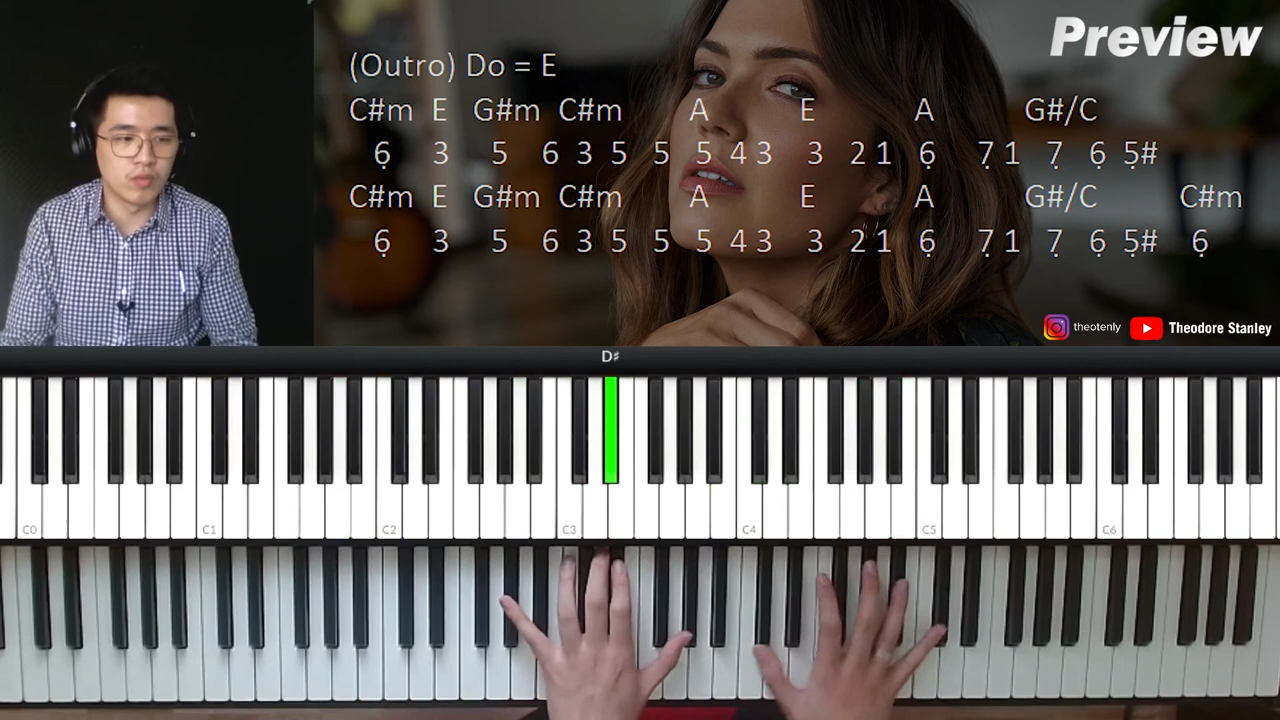 Preview
(Outro) Do = E
C#m E G#m C#m A E A G#/C
6̣ 3 5 6 3 5 5 5 4 3 3 2 1 6̣ 7̣ 1 7̣ 6̣ 5̣#
C#m E G#m C#m A E A G#/C C#m
6̣ 3 5 6 3 5 5 5 4 3 3 2 1 6̣ 7̣ 1 7̣ 6̣ 5̣# 6̣
theotenly Theodore Stanley
D♯
C0 C1 C2 C3 C4 C5 C6